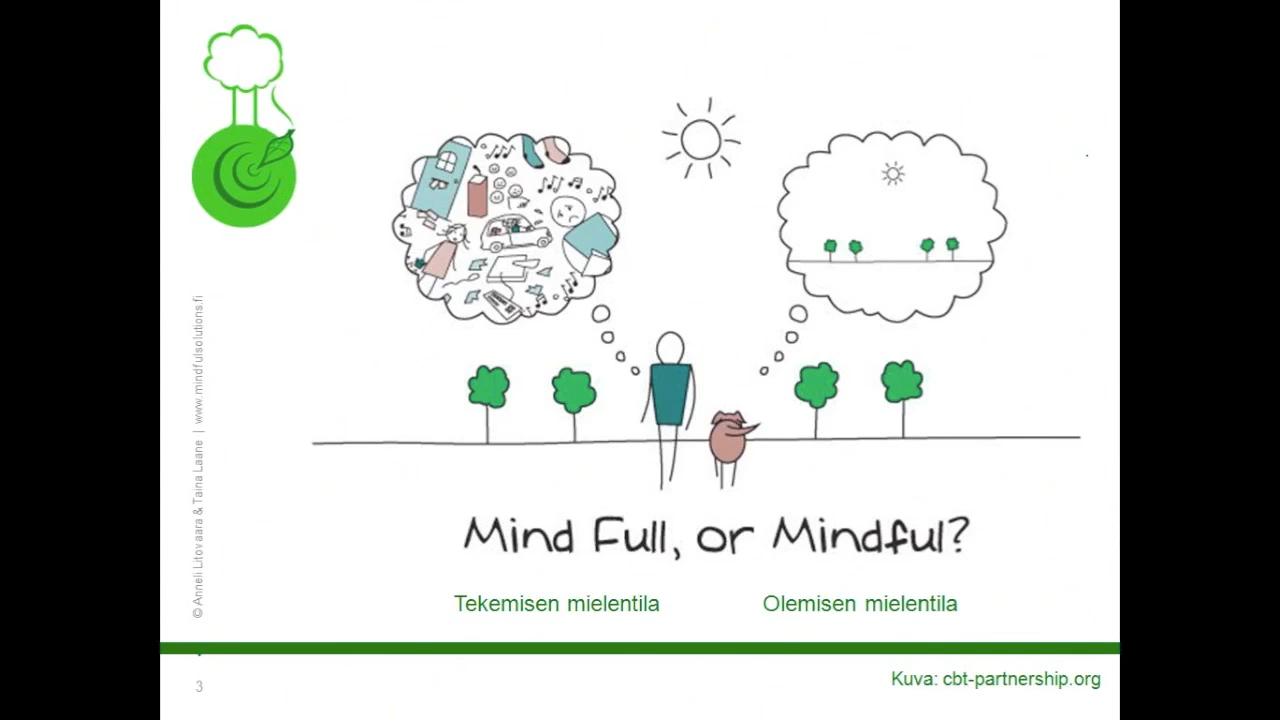 Mind Full, or Mindful?
Tekemisen mielentila
Olemisen mielentila
Kuva: cbt-partnership.org
3
© Anneli Litovaara & Taina Laane | www.mindfulsolutions.fi